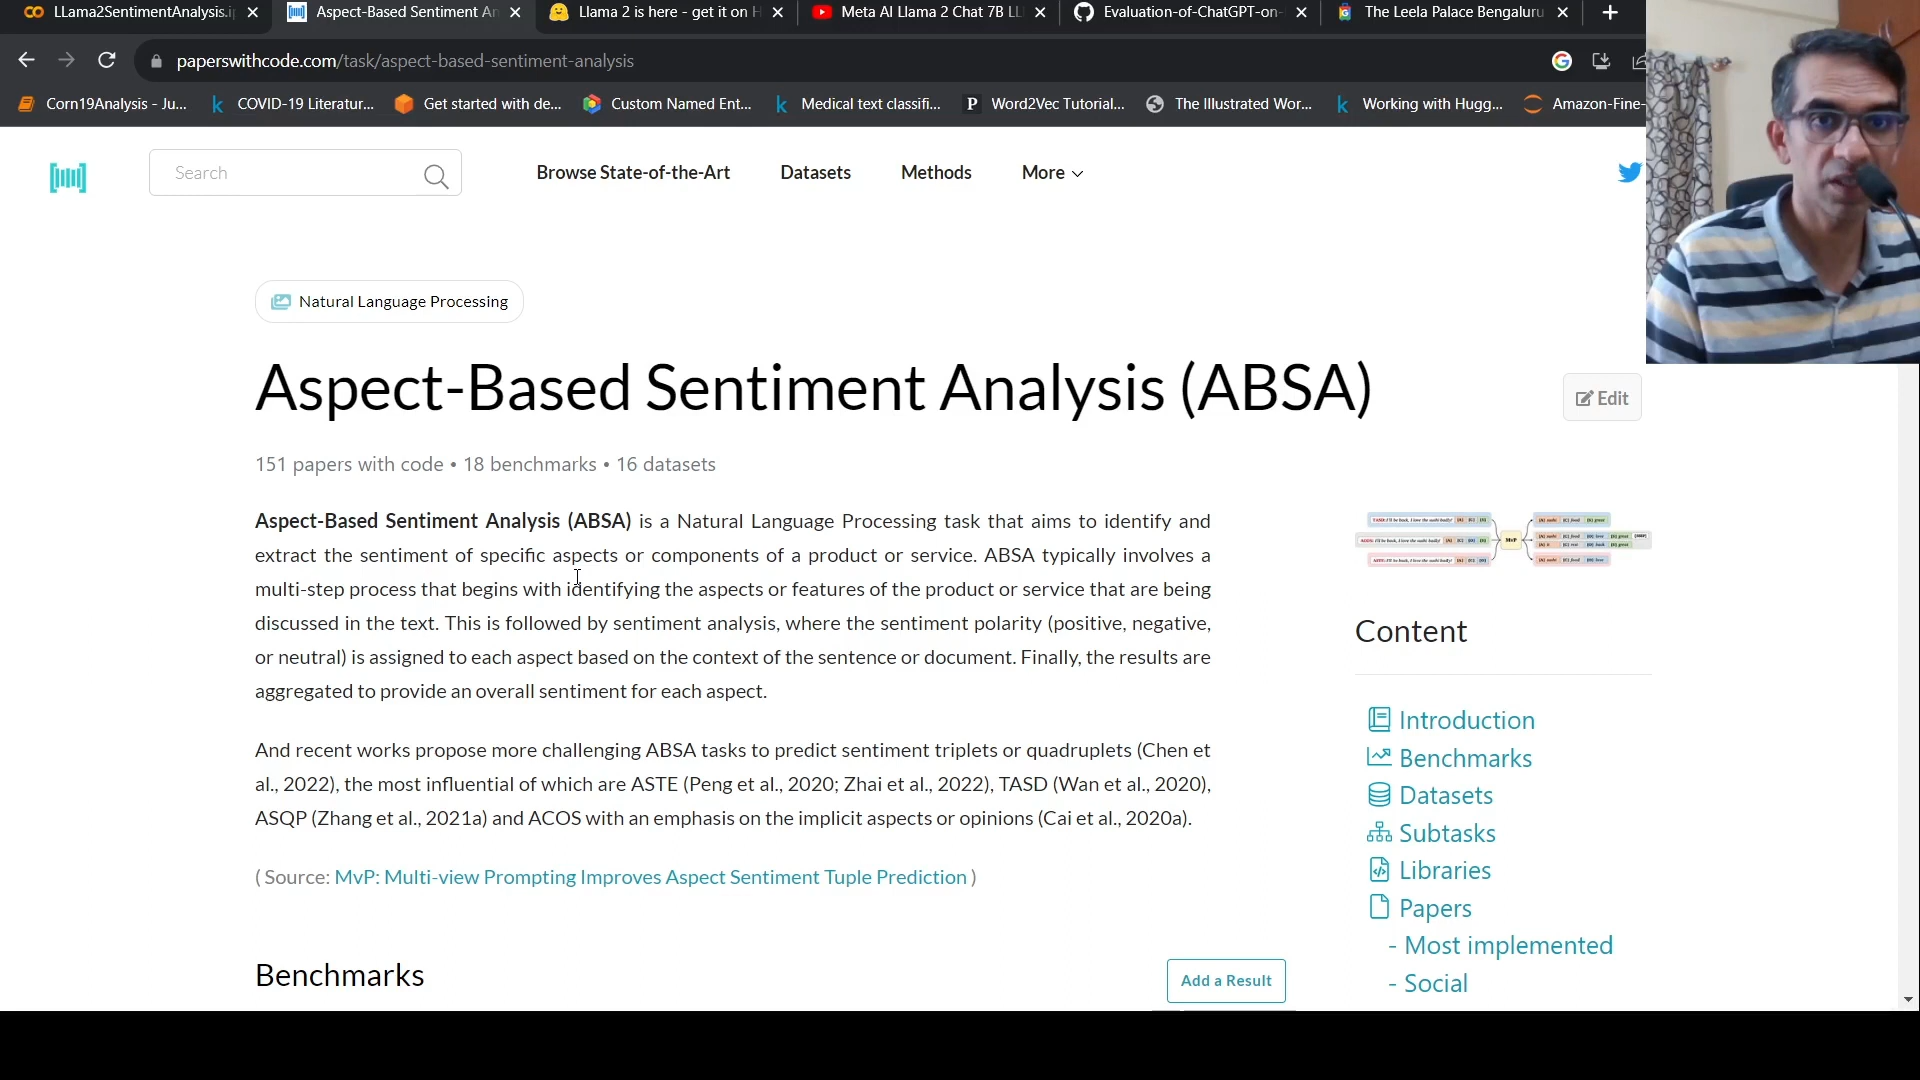 LLama2SentimentAnalysis.i
Aspect-Based Sentiment An
Llama 2 is here - get it on H
Meta AI Llama 2 Chat 7B LL
Evaluation-of-ChatGPT-on-
The Leela Palace Bengaluru
paperswithcode.com/task/aspect-based-sentiment-analysis
Corn19Analysis - Ju...
COVID-19 Literatur...
Get started with de...
Custom Named Ent...
Medical text classifi...
Word2Vec Tutorial...
The Illustrated Wor...
Working with Hugg...
Amazon-Fine-
Search
Browse State-of-the-Art
Datasets
Methods
More
Natural Language Processing
Aspect-Based Sentiment Analysis (ABSA)
Edit
151 papers with code • 18 benchmarks • 16 datasets
Aspect-Based Sentiment Analysis (ABSA) is a Natural Language Processing task that aims to identify and
extract the sentiment of specific aspects or components of a product or service. ABSA typically involves a
multi-step process that begins with identifying the aspects or features of the product or service that are being
discussed in the text. This is followed by sentiment analysis, where the sentiment polarity (positive, negative,
or neutral) is assigned to each aspect based on the context of the sentence or document. Finally, the results are
aggregated to provide an overall sentiment for each aspect.
And recent works propose more challenging ABSA tasks to predict sentiment triplets or quadruplets (Chen et
al., 2022), the most influential of which are ASTE (Peng et al., 2020; Zhai et al., 2022), TASD (Wan et al., 2020),
ASQP (Zhang et al., 2021a) and ACOS with an emphasis on the implicit aspects or opinions (Cai et al., 2020a).
( Source: MvP: Multi-view Prompting Improves Aspect Sentiment Tuple Prediction )
Benchmarks
Add a Result
MvP
Content
Introduction
Benchmarks
Datasets
Subtasks
Libraries
Papers
- Most implemented
- Social